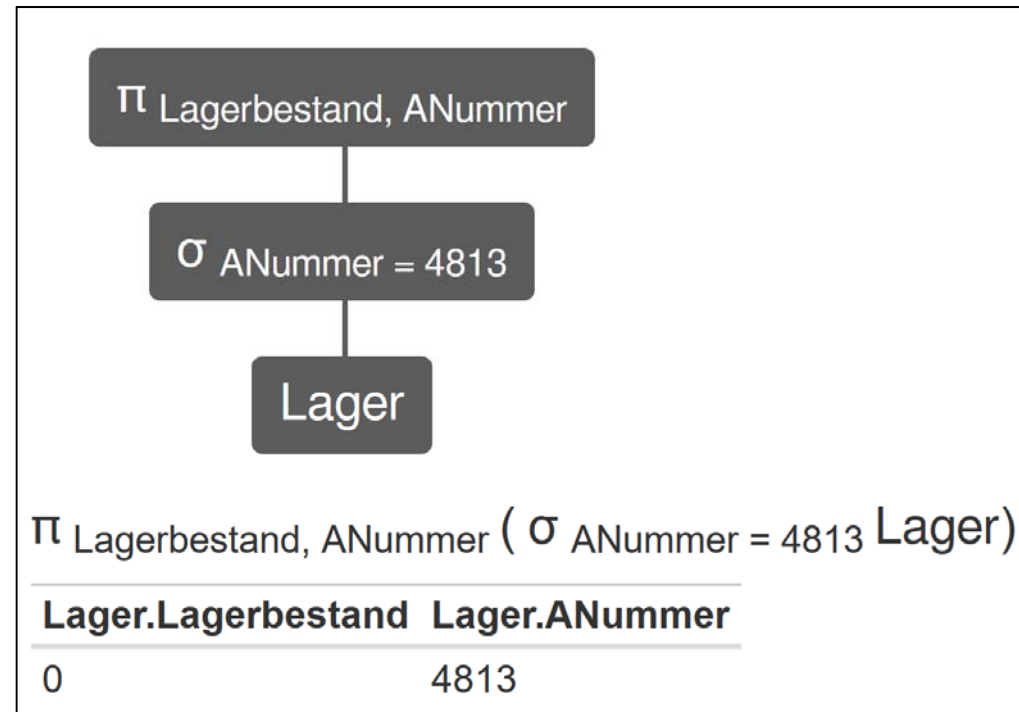 π Lagerbestand, ANummer
σ ANummer = 4813
Lager
π Lagerbestand, ANummer ( σ ANummer = 4813 Lager)
Lager.Lagerbestand Lager.ANummer
0 4813